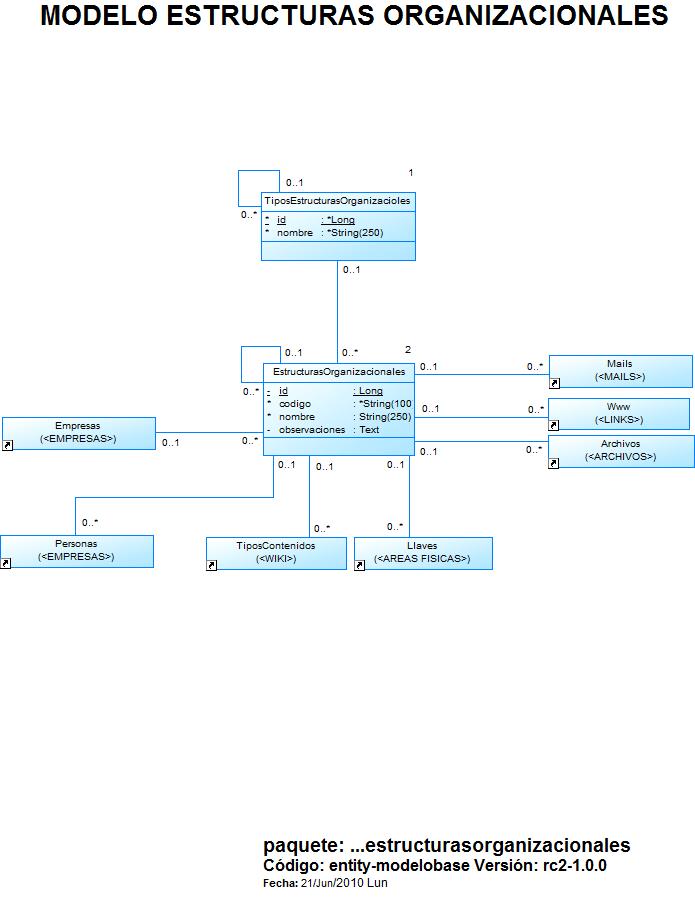 MODELO ESTRUCTURAS ORGANIZACIONALES
0..1
1
0..*
TiposEstructurasOrganizacioles
* id : *Long
* nombre : *String(250)
0..1
0..*
0..1
2
0..*
EstructurasOrganizacionales
- id : Long
* codigo : *String(100
* nombre : String(250)
- observaciones : Text
0..1
0..*
Mails
(<MAILS>)
0..1
0..*
Www
(<LINKS>)
0..1
0..*
Archivos
(<ARCHIVOS>)
Empresas
(<EMPRESAS>)
0..1
0..*
0..1
0..1
0..1
0..*
0..*
0..*
Personas
(<EMPRESAS>)
TiposContenidos
(<WIKI>)
Llaves
(<AREAS FISICAS>)
paquete: ...estructurasorganizacionales
Código: entity-modelobase Versión: rc2-1.0.0
Fecha: 21/Jun/2010 Lun